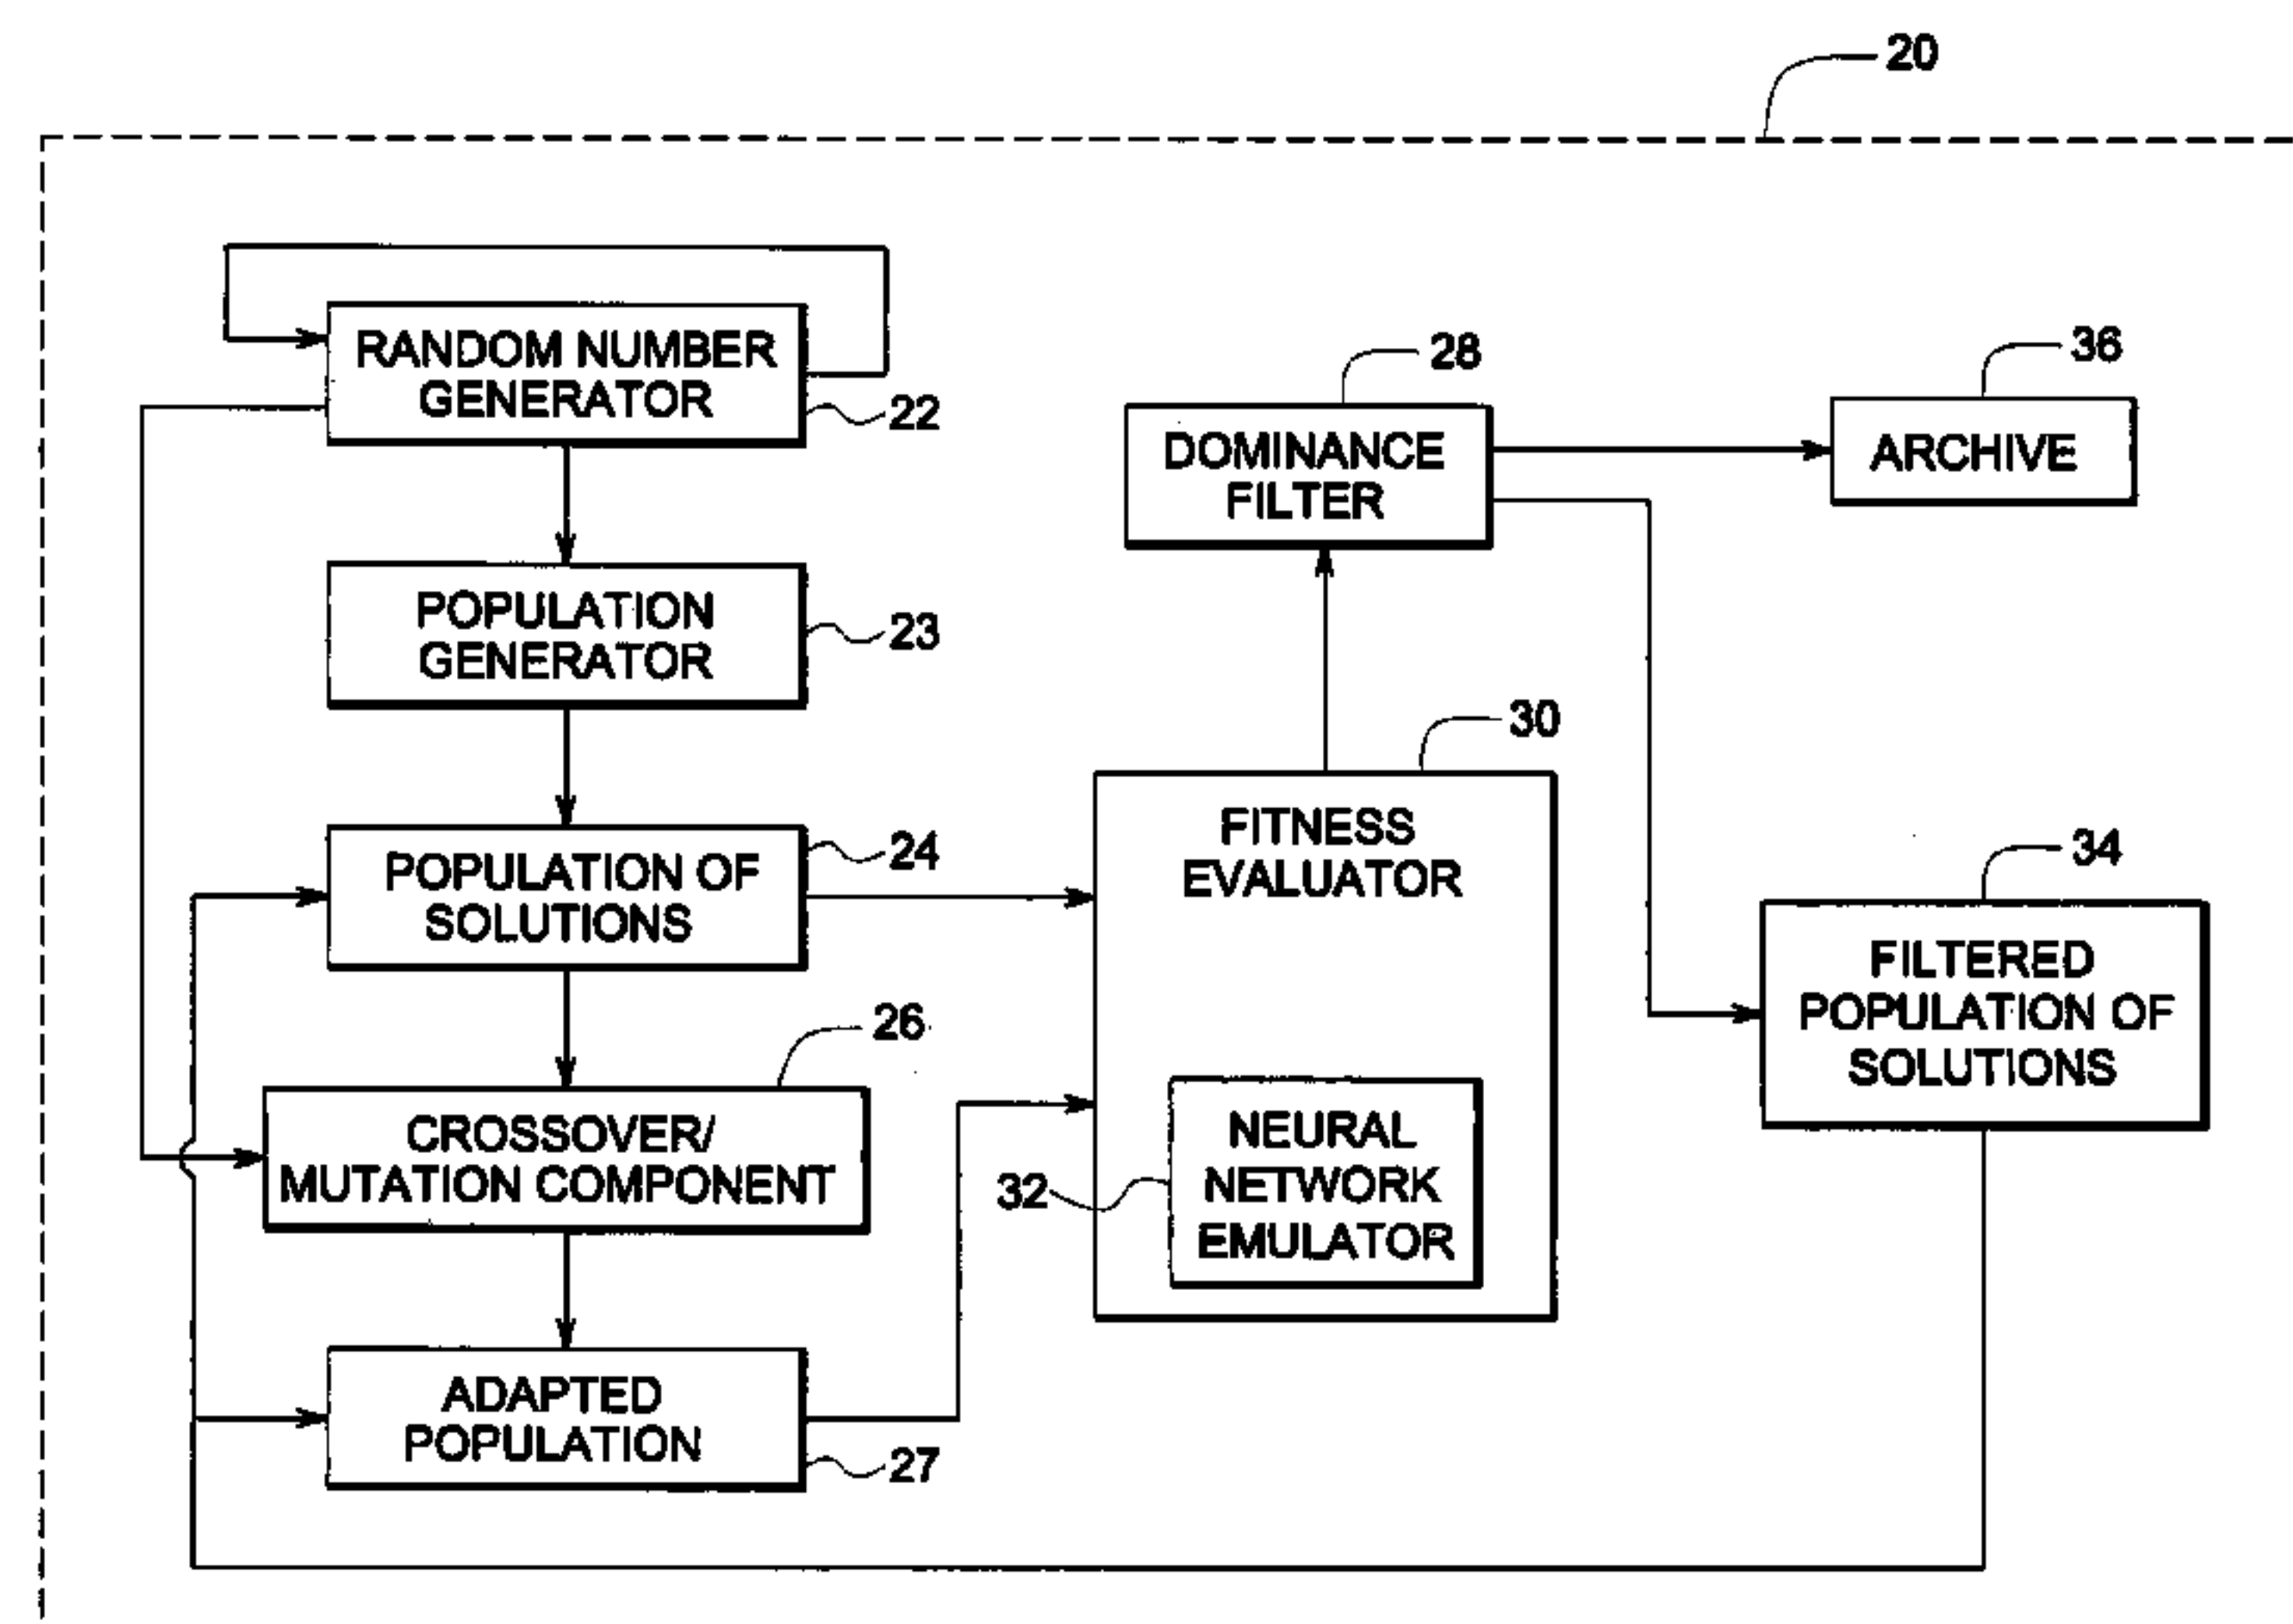 20
RANDOM NUMBER
GENERATOR
22
28
DOMINANCE
FILTER
36
ARCHIVE
POPULATION
GENERATOR
23
30
FITNESS
EVALUATOR
24
POPULATION OF
SOLUTIONS
34
FILTERED
POPULATION OF
SOLUTIONS
26
CROSSOVER/
MUTATION COMPONENT
32
NEURAL
NETWORK
EMULATOR
ADAPTED
POPULATION
27